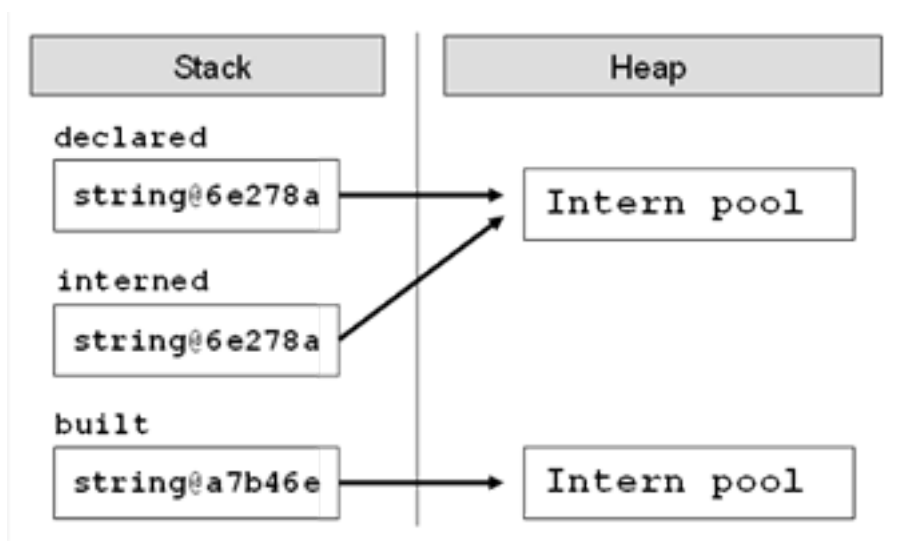 Stack
Heap
declared
string@6e278a
Intern pool
interned
string@6e278a
built
string@a7b46e
Intern pool